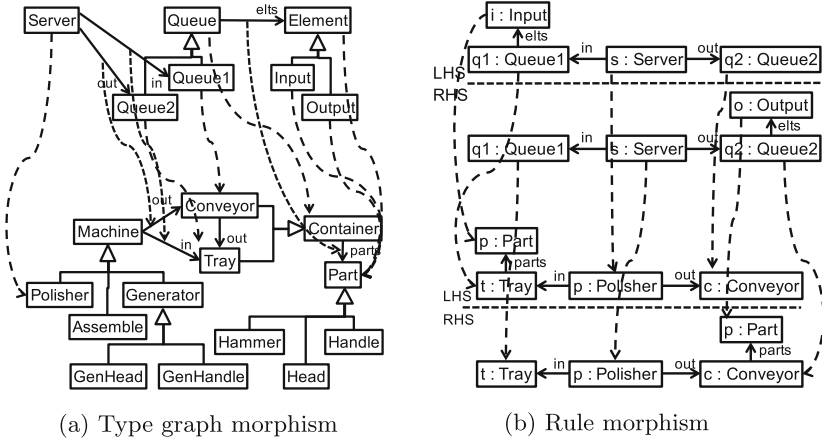 Server
Queue
elts
Element
out
in
Queue1
Input
Queue2
Output
out
Conveyor
Machine
Container
in
out
Tray
parts
Part
Polisher
Generator
Assemble
Hammer
Handle
GenHead
GenHandle
Head
(a) Type graph morphism
i : Input
elts
q1 : Queue1
in
s : Server
out
q2 : Queue2
LHS
RHS
o : Output
elts
q1 : Queue1
in
s : Server
out
q2 : Queue2
p : Part
parts
t : Tray
in
p : Polisher
out
c : Conveyor
LHS
RHS
p : Part
parts
t : Tray
in
p : Polisher
out
c : Conveyor
(b) Rule morphism